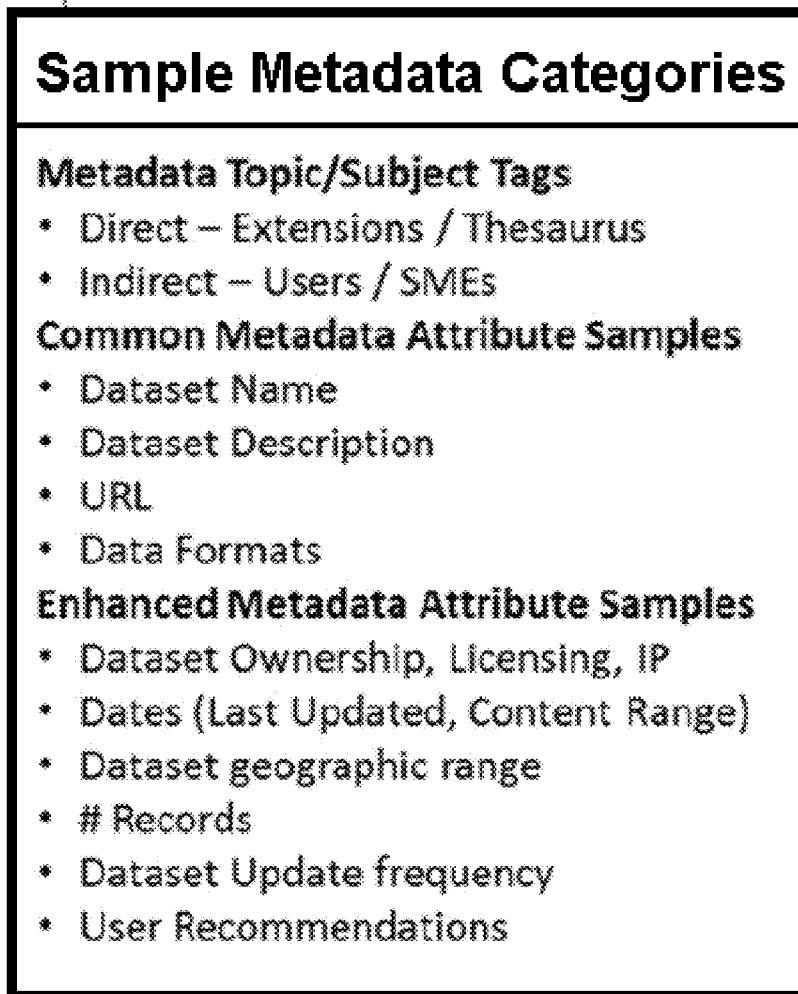 Sample Metadata Categories
Metadata Topic/Subject Tags
• Direct – Extensions / Thesaurus
• Indirect – Users / SMEs
Common Metadata Attribute Samples
• Dataset Name
• Dataset Description
• URL
• Data Formats
Enhanced Metadata Attribute Samples
• Dataset Ownership, Licensing, IP
• Dates (Last Updated, Content Range)
• Dataset geographic range
• # Records
• Dataset Update frequency
• User Recommendations